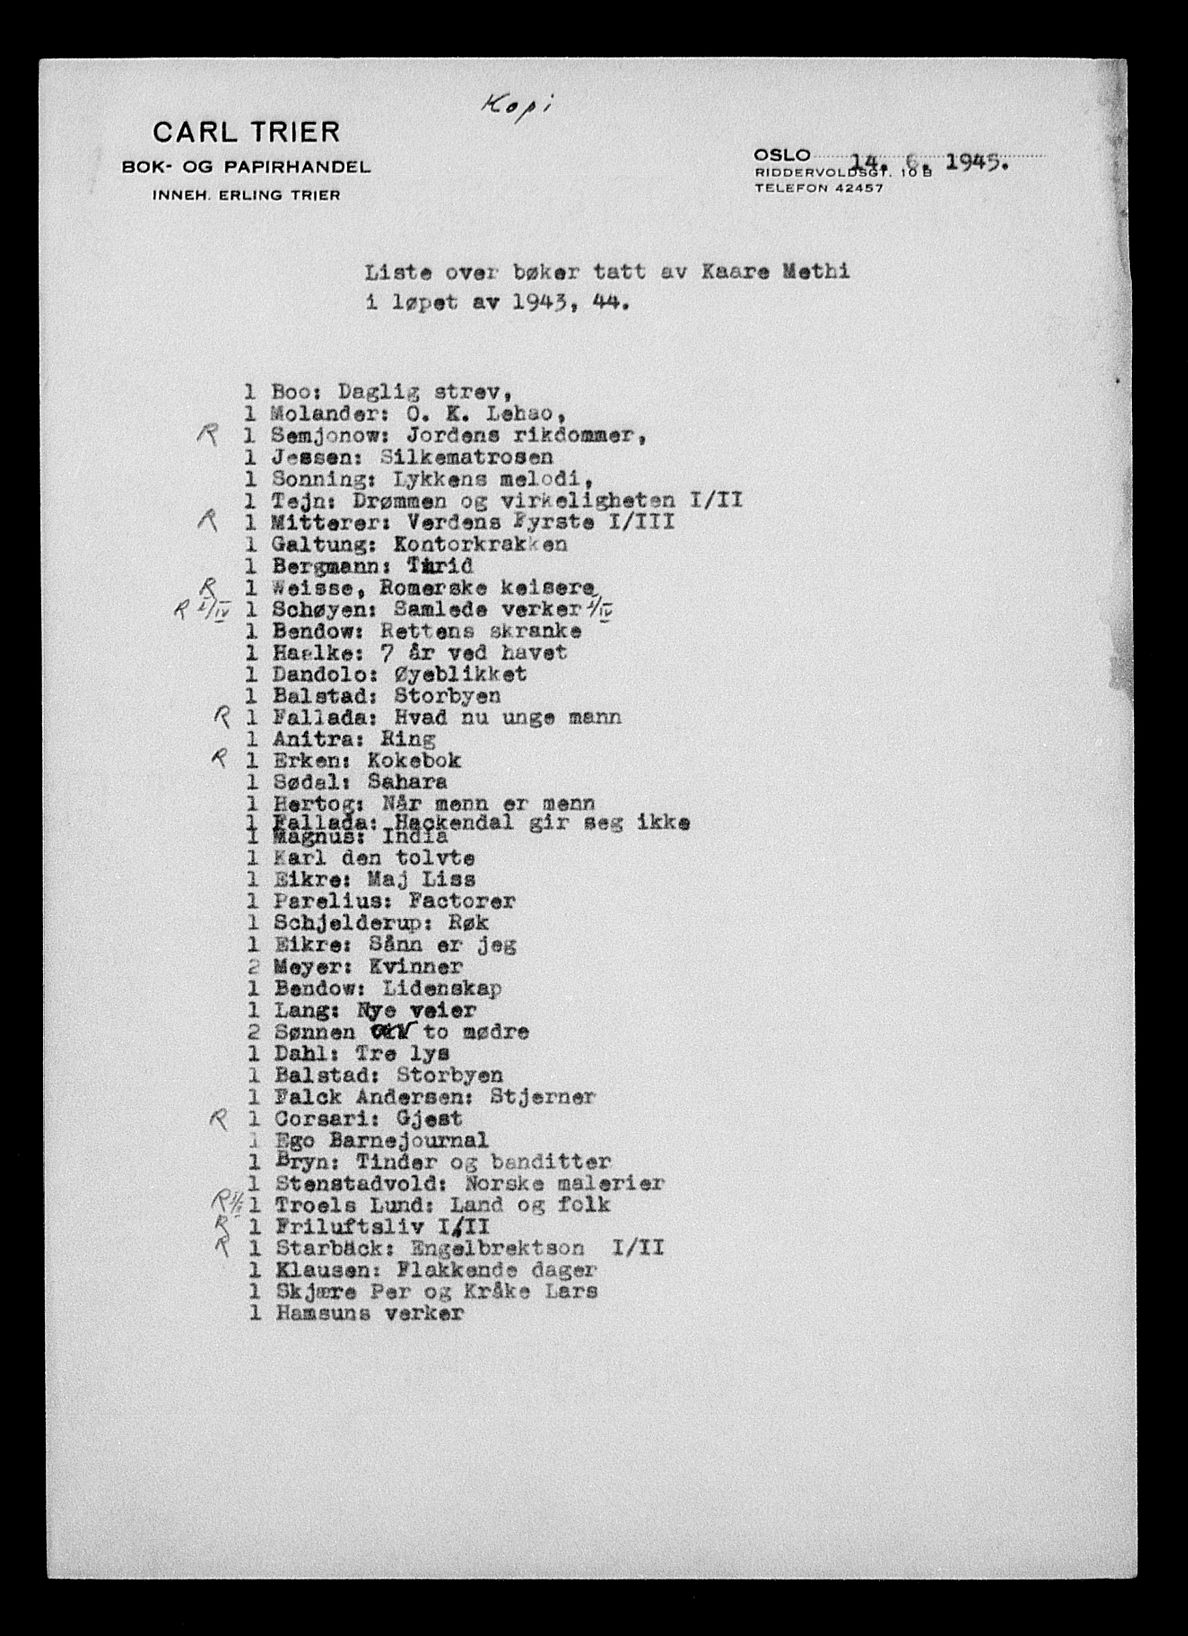 Kopi
CARL TRIER
BOK- OG PAPIRHANDEL
INNEH. ERLING TRIER
OSLO 14. 6. 1945.
RIDDERVOLDSGT. 10 B
TELEFON 42457
Liste over bøker tatt av Kaare Methi
i løpet av 1943, 44.
1 Boo: Daglig strev,
1 Molander: O. K. Lehao,
R 1 Semjonow: Jordens rikdommer,
1 Jessen: Silkematrosen
1 Sonning: Lykkens melodi,
1 Tejn: Drømmen og virkeligheten I/II
R 1 Mitterer: Verdens Fyrste I/III
1 Galtung: Kontorkrakken
1 Bergmann: Turid
R 1 Weisse, Romerske keisere
R I/IV 1 Schøyen: Samlede verker I/IV
1 Bendow: Rettens skranke
1 Haelke: 7 år ved havet
1 Dandolo: Øyeblikket
1 Balstad: Storbyen
R 1 Fallada: Hvad nu unge mann
1 Anitra: Ring
R 1 Erken: Kokebok
1 Sødal: Sahara
1 Hertog: Når menn er menn
1 Fallada: Hackendal gir seg ikke
1 Magnus: India
1 Karl den tolvte
1 Eikre: Maj Liss
1 Parelius: Factorer
1 Schjelderup: Røk
1 Eikre: Sånn er jeg
2 Meyer: Kvinner
1 Bendow: Lidenskap
1 Lang: Nye veier
2 Sønnen av to mødre
1 Dahl: Tre lys
1 Balstad: Storbyen
1 Falck Andersen: Stjerner
R 1 Corsari: Gjest
1 Ego Barnejournal
1 Bryn: Tinder og banditter
1 Stenstadvold: Norske malerier
R I/II 1 Troels Lund: Land og folk
R 1 Friluftsliv I/II
R 1 Starbäck: Engelbrektson I/II
1 Klausen: Flakkende dager
1 Skjære Per og Kråke Lars
1 Hamsuns verker